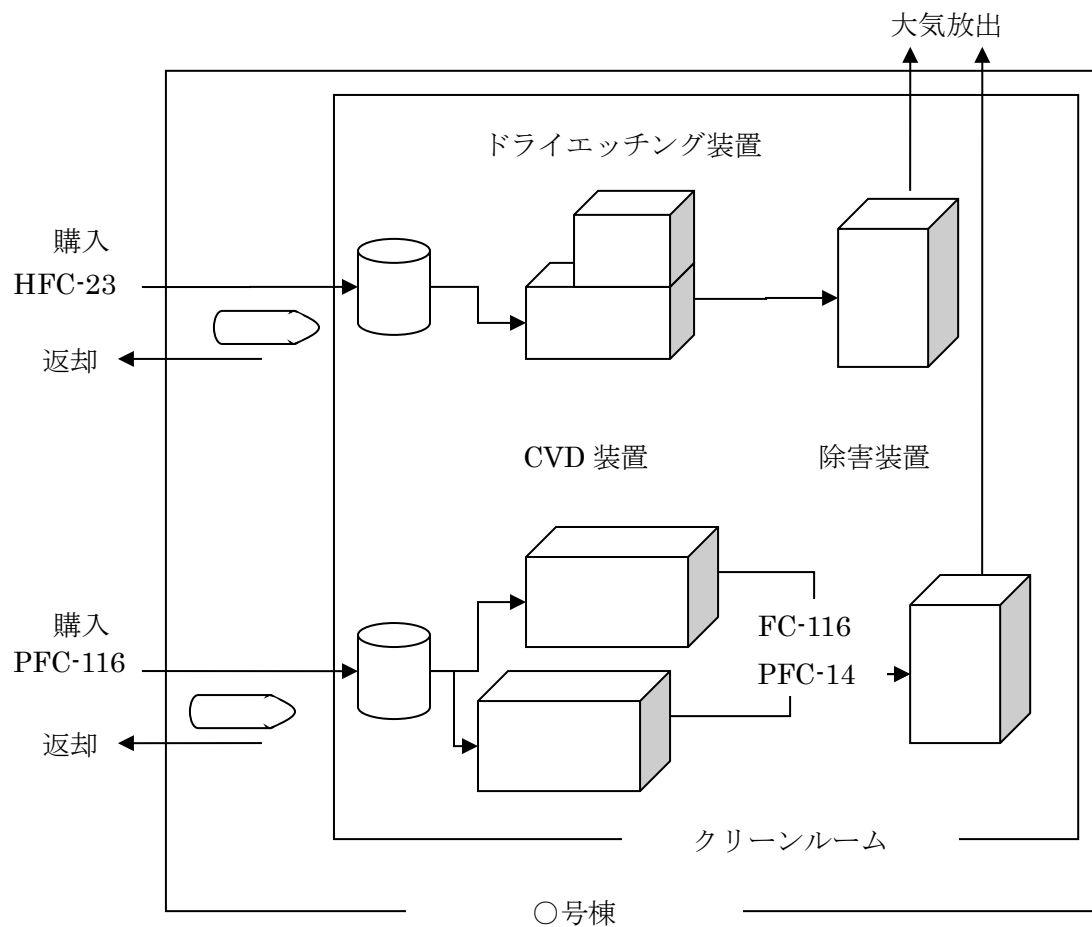 大気放出
ドライエッチング装置
購入
HFC-23
返却
CVD 装置
除害装置
購入
PFC-116
FC-116
PFC-14
返却
クリーンルーム
○号棟